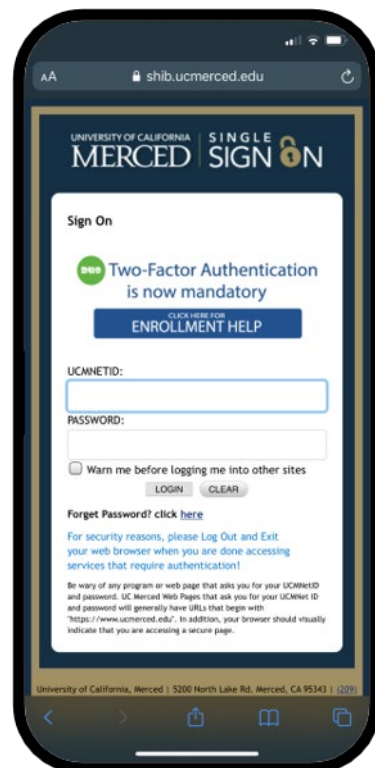 AA shib.ucmerced.edu
UNIVERSITY OF CALIFORNIA SINGLE
MERCED SIGN ON
Sign On
DUO Two-Factor Authentication
is now mandatory
CLICK HERE FOR
ENROLLMENT HELP
UCMNETID:
PASSWORD:
Warn me before logging me into other sites
LOGIN CLEAR
Forget Password? click here
For security reasons, please Log Out and Exit
your web browser when you are done accessing
services that require authentication!
Be wary of any program or web page that asks you for your UCMNetID
and password. UC Merced Web Pages that ask you for your UCMNet ID
and password will generally have URLs that begin with
"https://www.ucmerced.edu". In addition, your browser should visually
indicate that you are accessing a secure page.
University of California, Merced | 5200 North Lake Rd. Merced, CA 95343 | (209)